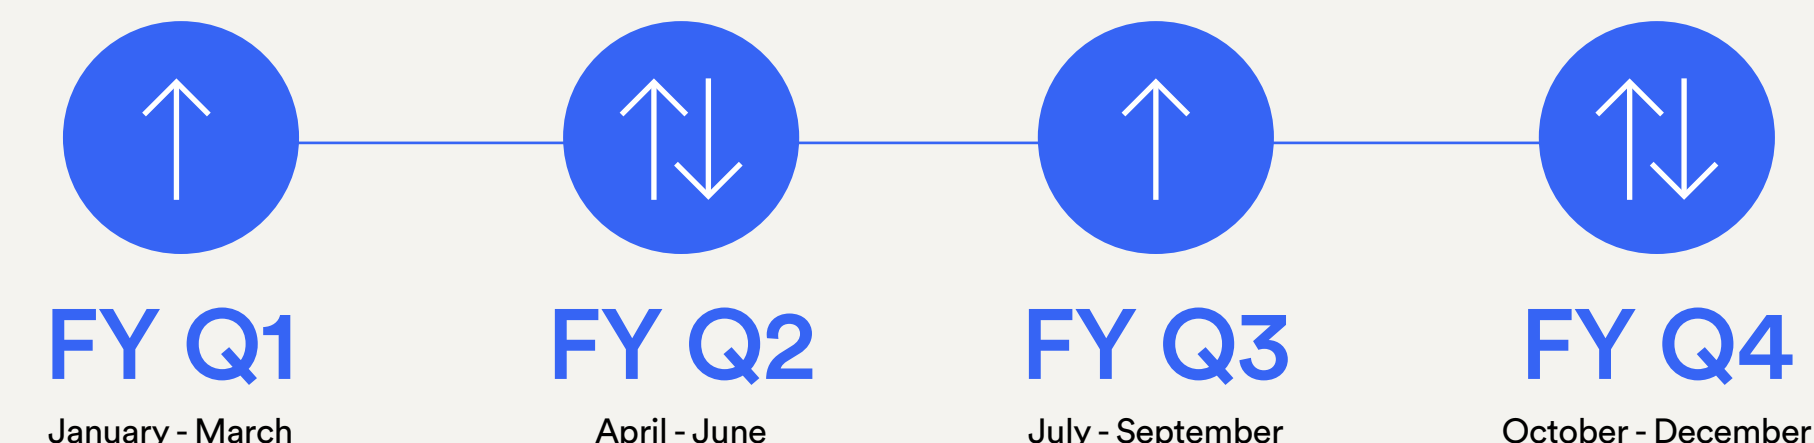 FY Q1 FY Q2 FY Q3 FY Q4
January - March April - June July - September October - December